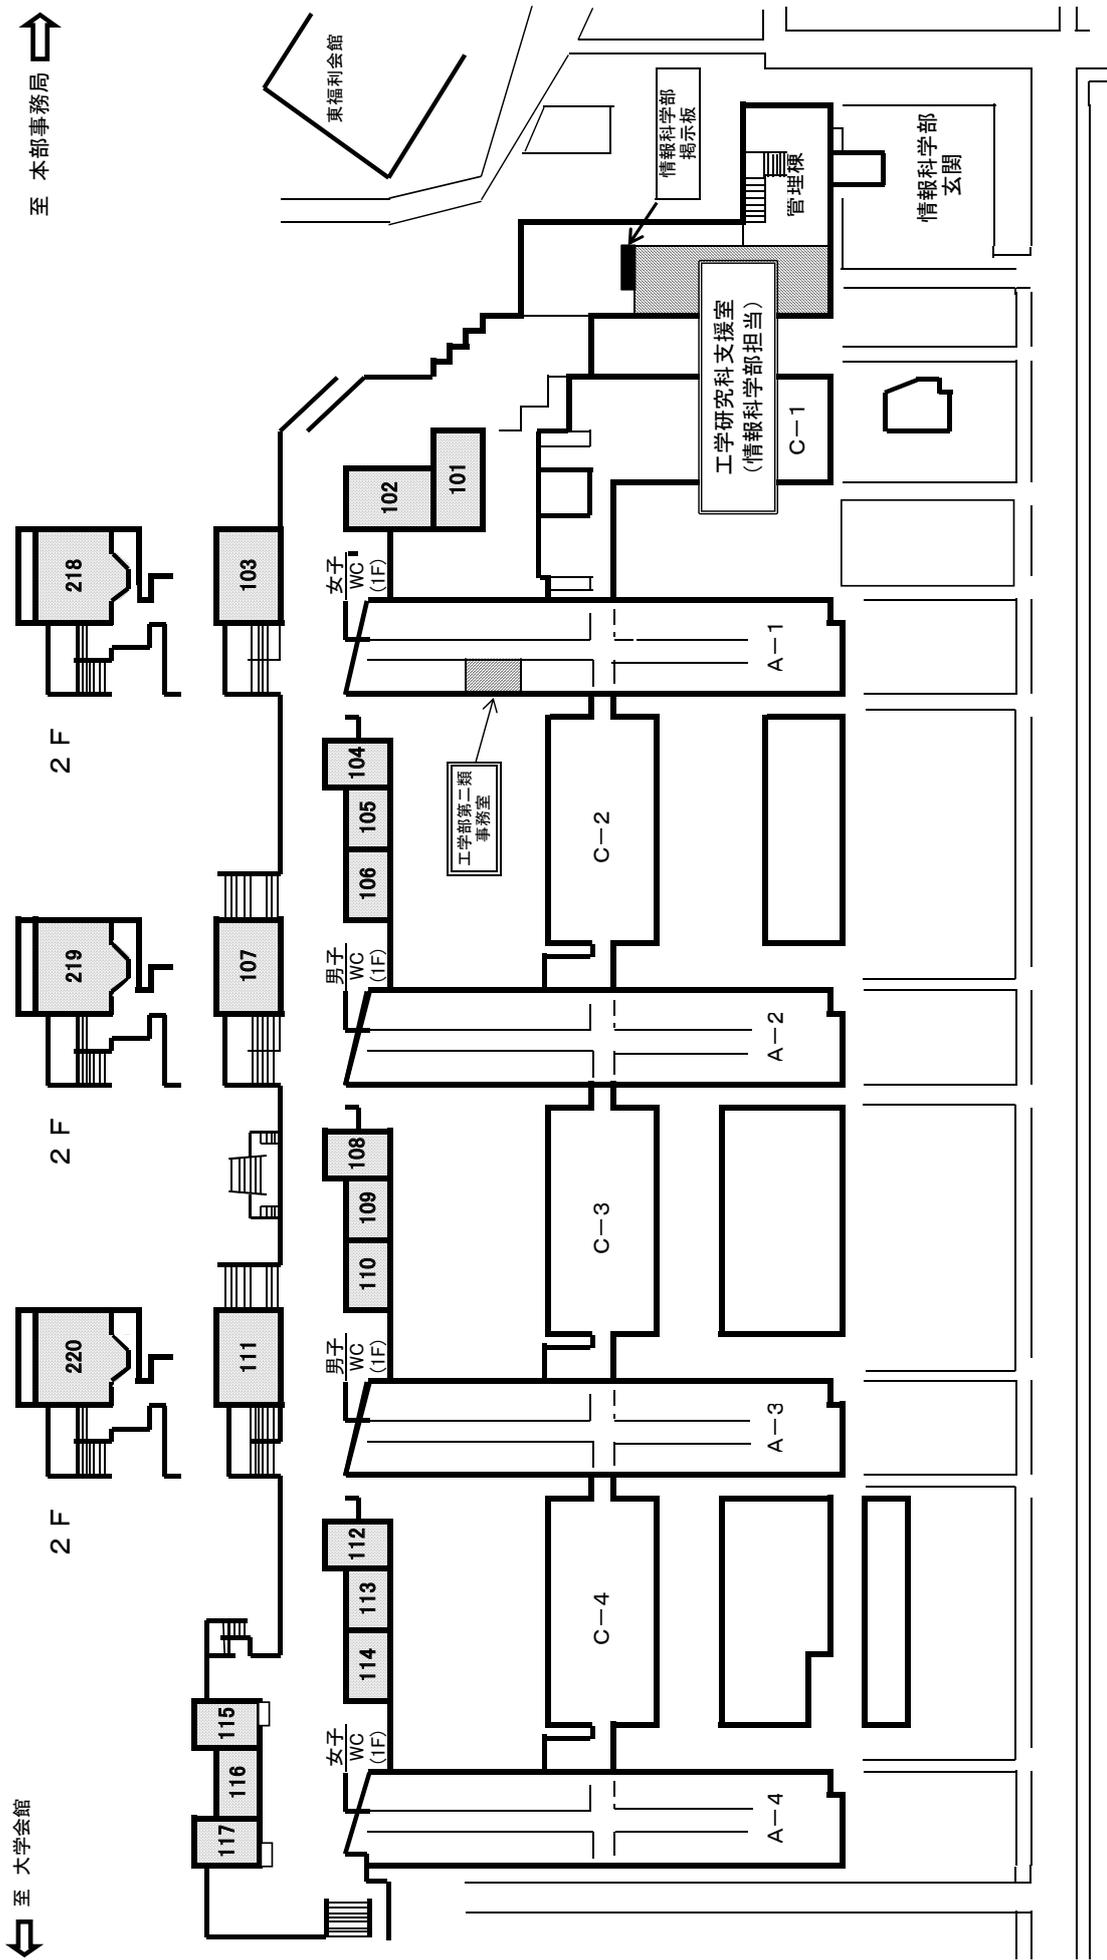 至 本部事務局
東福利会館
情報科学部
掲示板
管理棟
情報科学部
玄関
工学研究科支援室
（情報科学部担当）
C－1
101
102
女子
WC
(1F)
103
218
2F
A－1
工学部第二類
事務室
104
105
106
C－2
男子
WC
(1F)
107
219
2F
A－2
108
109
110
C－3
男子
WC
(1F)
111
220
2F
A－3
112
113
114
C－4
女子
WC
(1F)
115
116
117
A－4
至 大学会館